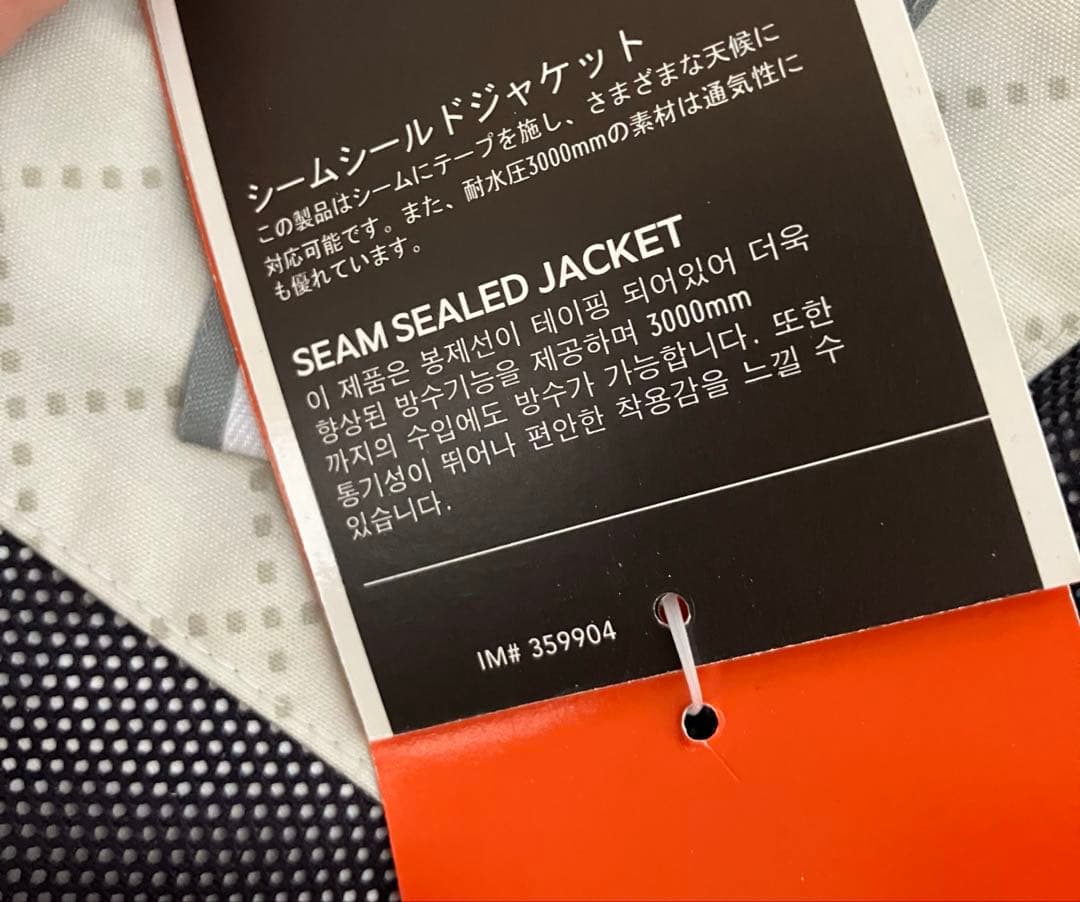 シームシールドジャケット
この製品はシームにテープを施し、さまざまな天候に
対応可能です。また、耐水圧3000mmの素材は通気性に
も優れています。
SEAM SEALED JACKET
이 제품은 봉제선이 테이핑 되어있어 더욱
향상된 방수기능을 제공하며 3000mm
까지의 수입에도 방수가 가능합니다. 또한
통기성이 뛰어나 편안한 착용감을 느낄 수
있습니다.
IM# 359904